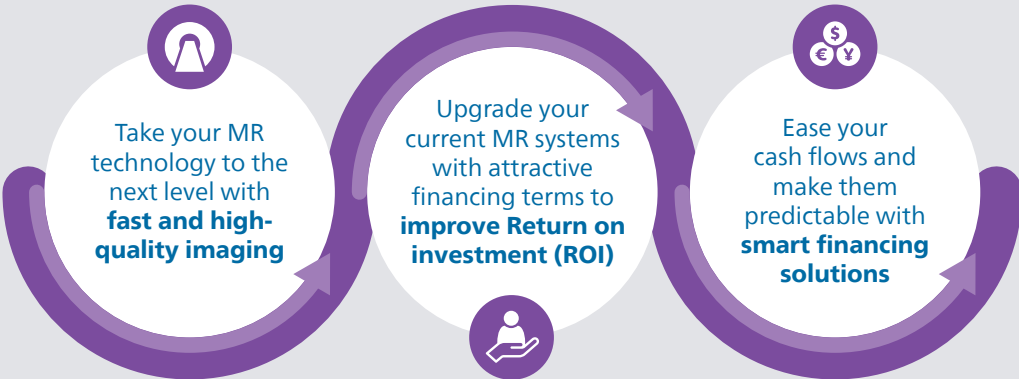 Take your MR
technology to the
next level with
fast and high-
quality imaging
Upgrade your
current MR systems
with attractive
financing terms to
improve Return on
investment (ROI)
$
€ ¥
Ease your
cash flows and
make them
predictable with
smart financing
solutions